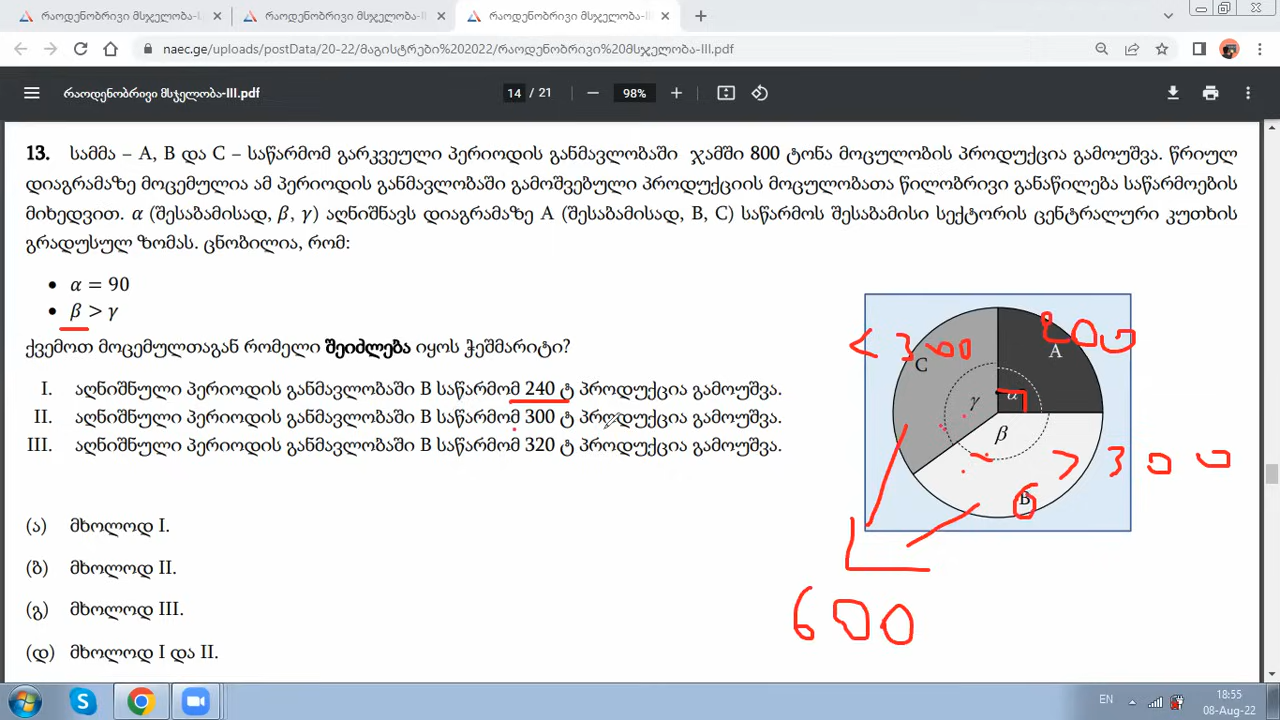 რაოდენობრივი მსჯელობა-I
რაოდენობრივი მსჯელობა-II
რაოდენობრივი მსჯელობა-III.pdf
naec.ge/uploads/postData/20-22/მაგისტრები%202022/რაოდენობრივი%20მსჯელობა-III.pdf
რაოდენობრივი მსჯელობა-III.pdf
14 / 21
98%
13. სამმა – A, B და C – საწარმომ გარკვეული პერიოდის განმავლობაში ჯამში 800 ტონა მოცულობის პროდუქცია გამოუშვა. წრიულ
დიაგრამაზე მოცემულია ამ პერიოდის განმავლობაში გამოშვებული პროდუქციის მოცულობათა წილობრივი განაწილება საწარმოების
მიხედვით. α (შესაბამისად, β, γ) აღნიშნავს დიაგრამაზე A (შესაბამისად, B, C) საწარმოს შესაბამისი სექტორის ცენტრალური კუთხის
გრადუსულ ზომას. ცნობილია, რომ:
• α = 90
• β > γ
ქვემოთ მოცემულთაგან რომელი შეიძლება იყოს ჭეშმარიტი?
I. აღნიშნული პერიოდის განმავლობაში B საწარმომ 240 ტ პროდუქცია გამოუშვა.
II. აღნიშნული პერიოდის განმავლობაში B საწარმომ 300 ტ პროდუქცია გამოუშვა.
III. აღნიშნული პერიოდის განმავლობაში B საწარმომ 320 ტ პროდუქცია გამოუშვა.
< 300
C
A
α
γ
β
> 300
B
600
(ა) მხოლოდ I.
(ბ) მხოლოდ II.
(გ) მხოლოდ III.
(დ) მხოლოდ I და II.
EN
18:55
08-Aug-22